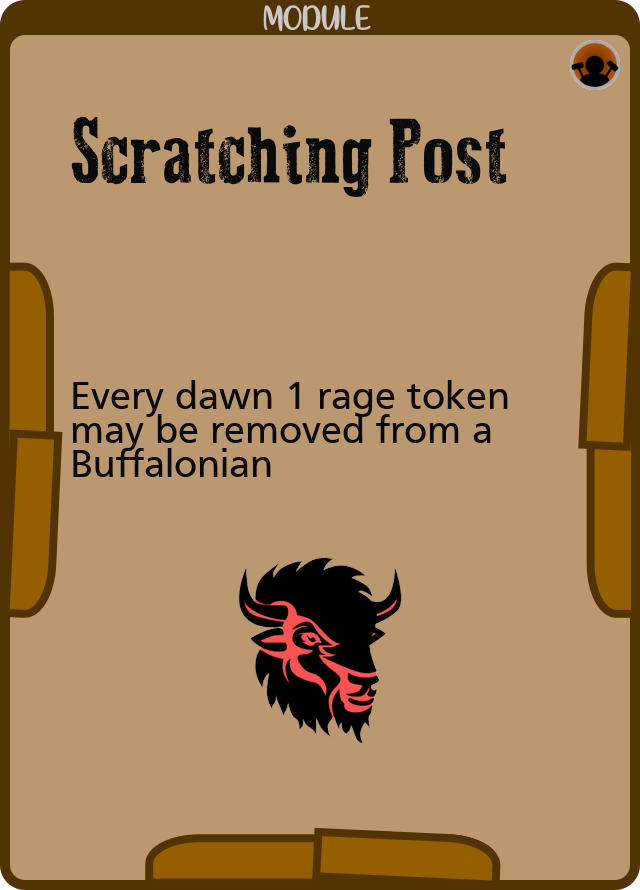 MODULE
Scratching Post
Every dawn 1 rage token
may be removed from a
Buffalonian